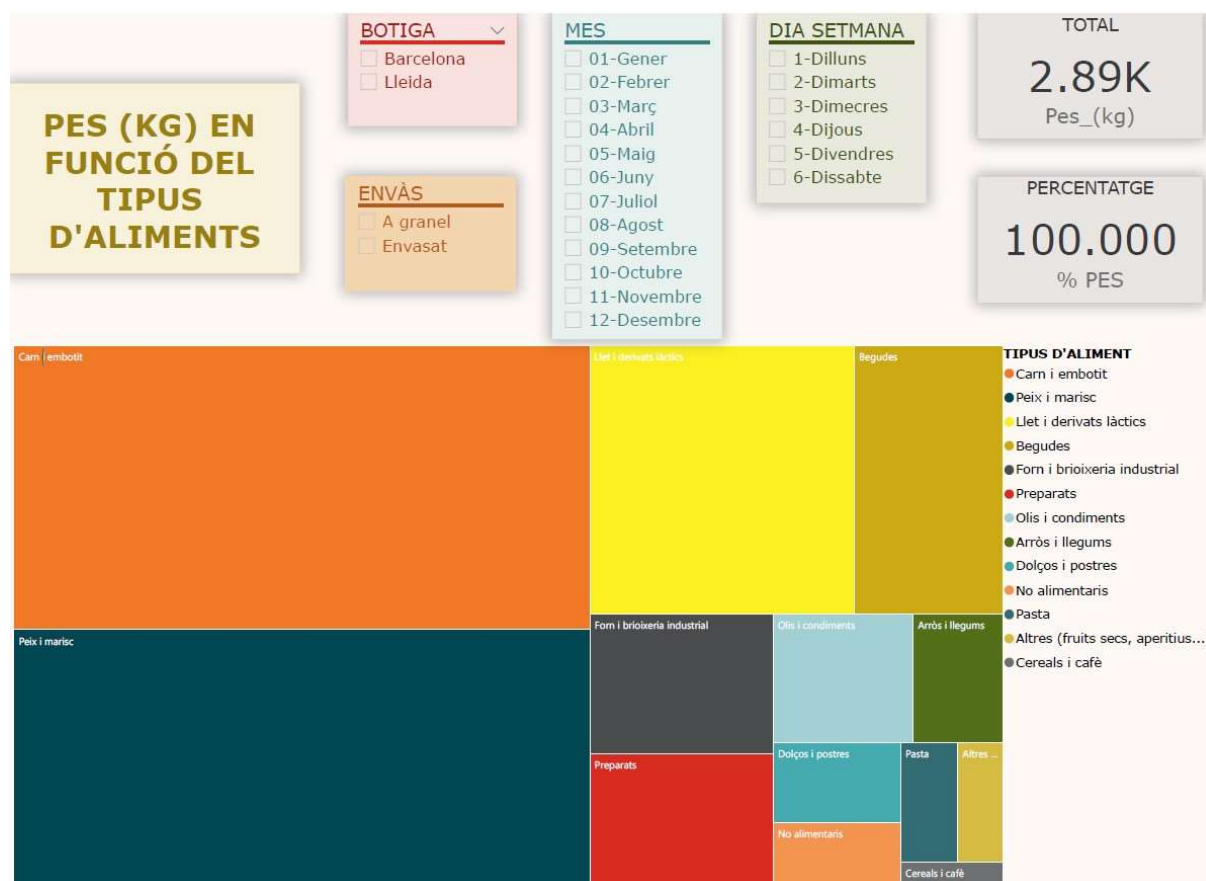 PES (KG) EN
FUNCIÓ DEL
TIPUS
D'ALIMENTS
BOTIGA
Barcelona
Lleida
ENVÀS
A granel
Envasat
MES
01-Gener
02-Febrer
03-Març
04-Abril
05-Maig
06-Juny
07-Juliol
08-Agost
09-Setembre
10-Octubre
11-Novembre
12-Desembre
DIA SETMANA
1-Dilluns
2-Dimarts
3-Dimecres
4-Dijous
5-Divendres
6-Dissabte
TOTAL
2.89K
Pes_(kg)
PERCENTATGE
100.000
% PES
Carn i embotit
Peix i marisc
Llet i derivats làctics
Begudes
Forn i brioixeria industrial
Preparats
Olis i condiments
Arròs i llegums
Dolços i postres
No alimentaris
Pasta
Altres ...
Cereals i cafè
TIPUS D'ALIMENT
Carn i embotit
Peix i marisc
Llet i derivats làctics
Begudes
Forn i brioixeria industrial
Preparats
Olis i condiments
Arròs i llegums
Dolços i postres
No alimentaris
Pasta
Altres (fruits secs, aperitius...
Cereals i cafè